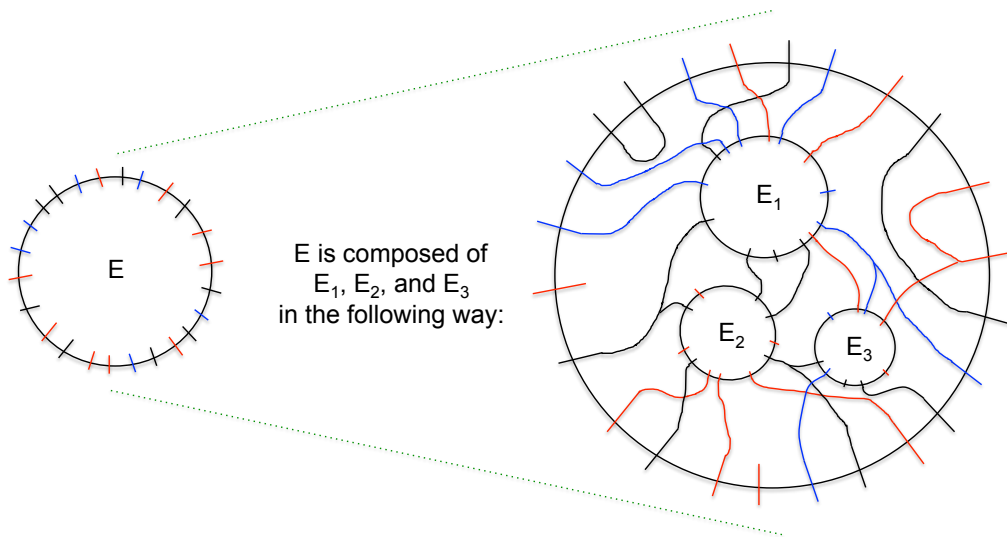 E
E is composed of
E₁, E₂, and E₃
in the following way:
E₁
E₂
E₃